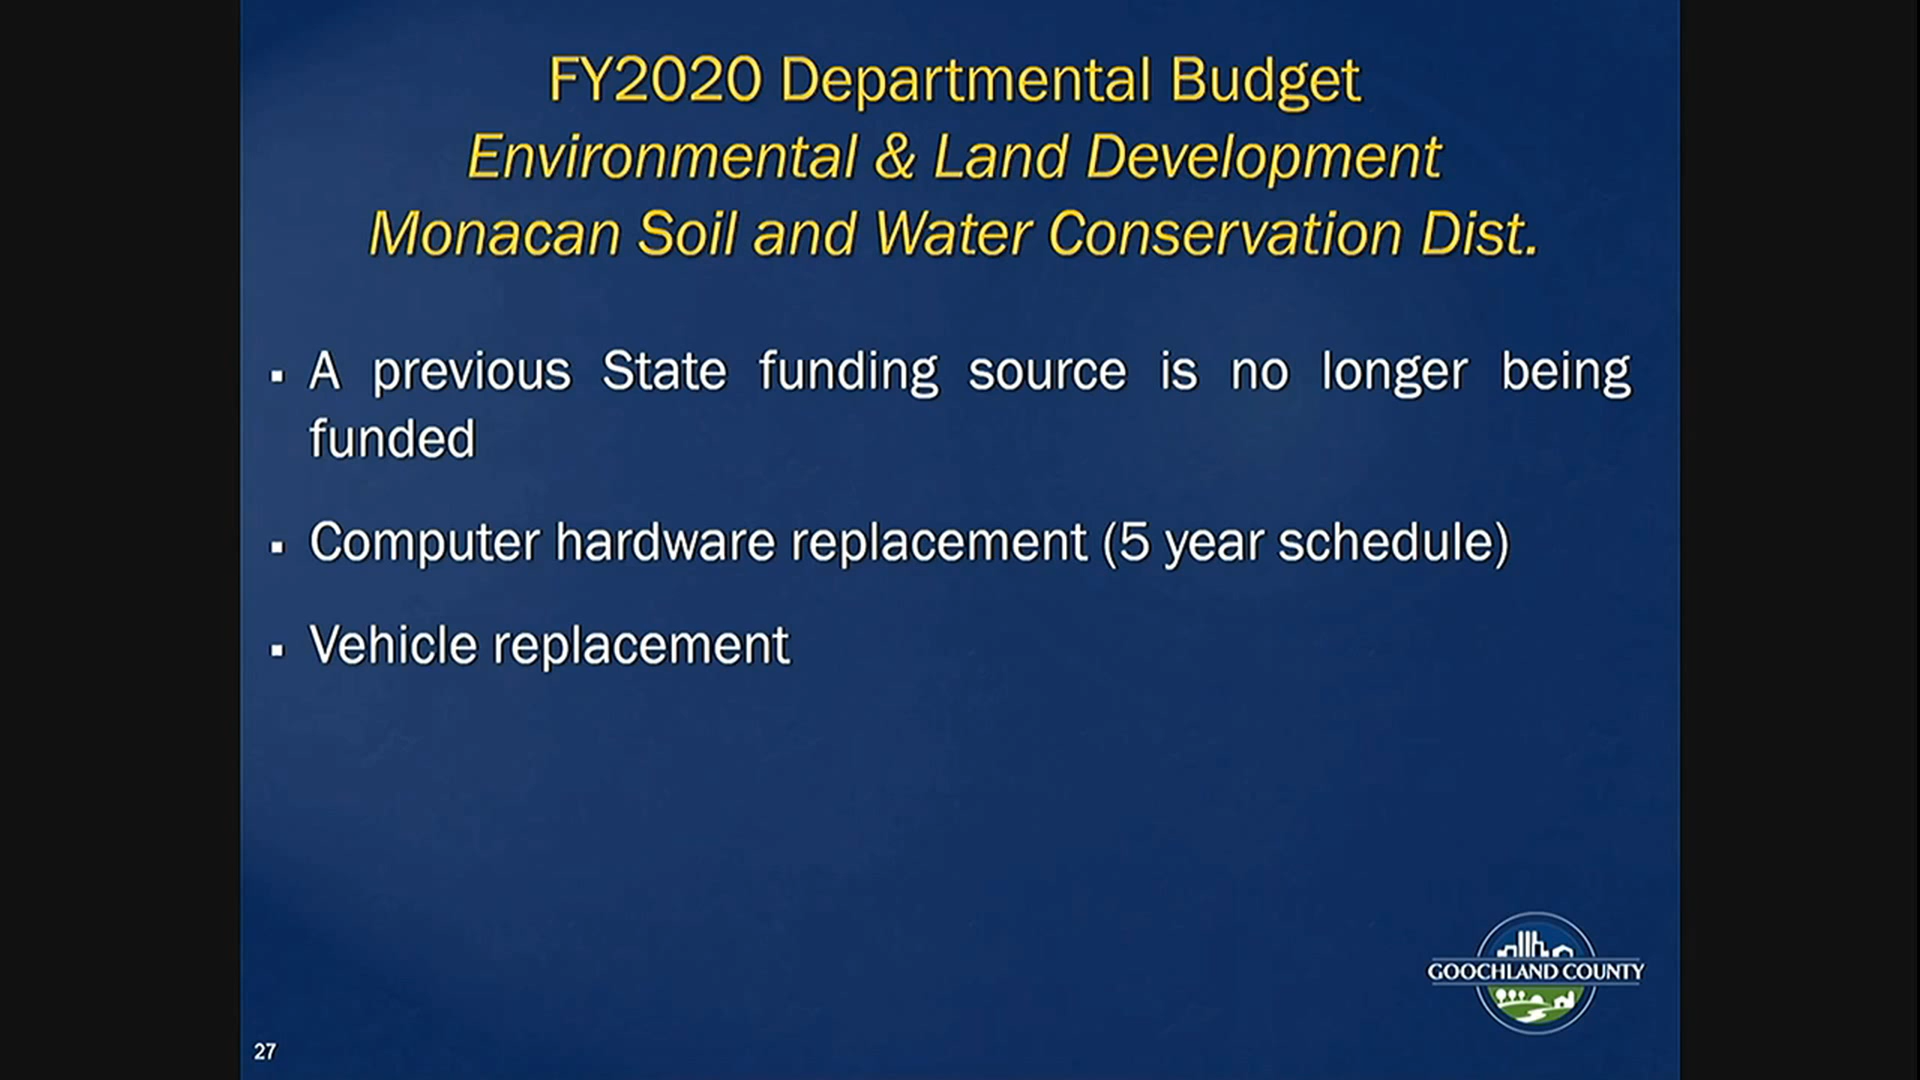 FY2020 Departmental Budget
Environmental & Land Development
Monacan Soil and Water Conservation Dist.
▪ A previous State funding source is no longer being
funded
▪ Computer hardware replacement (5 year schedule)
▪ Vehicle replacement
GOOCHLAND COUNTY
27